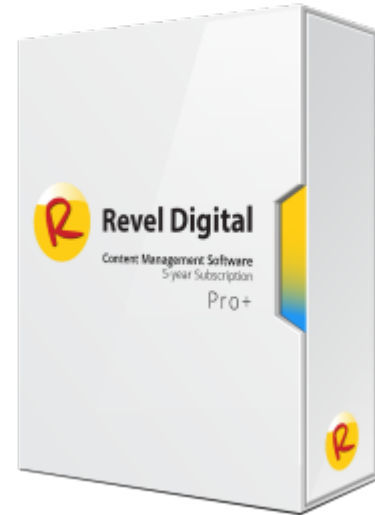 R
Revel Digital
Content Management Software
5-year Subscription
Pro+
R